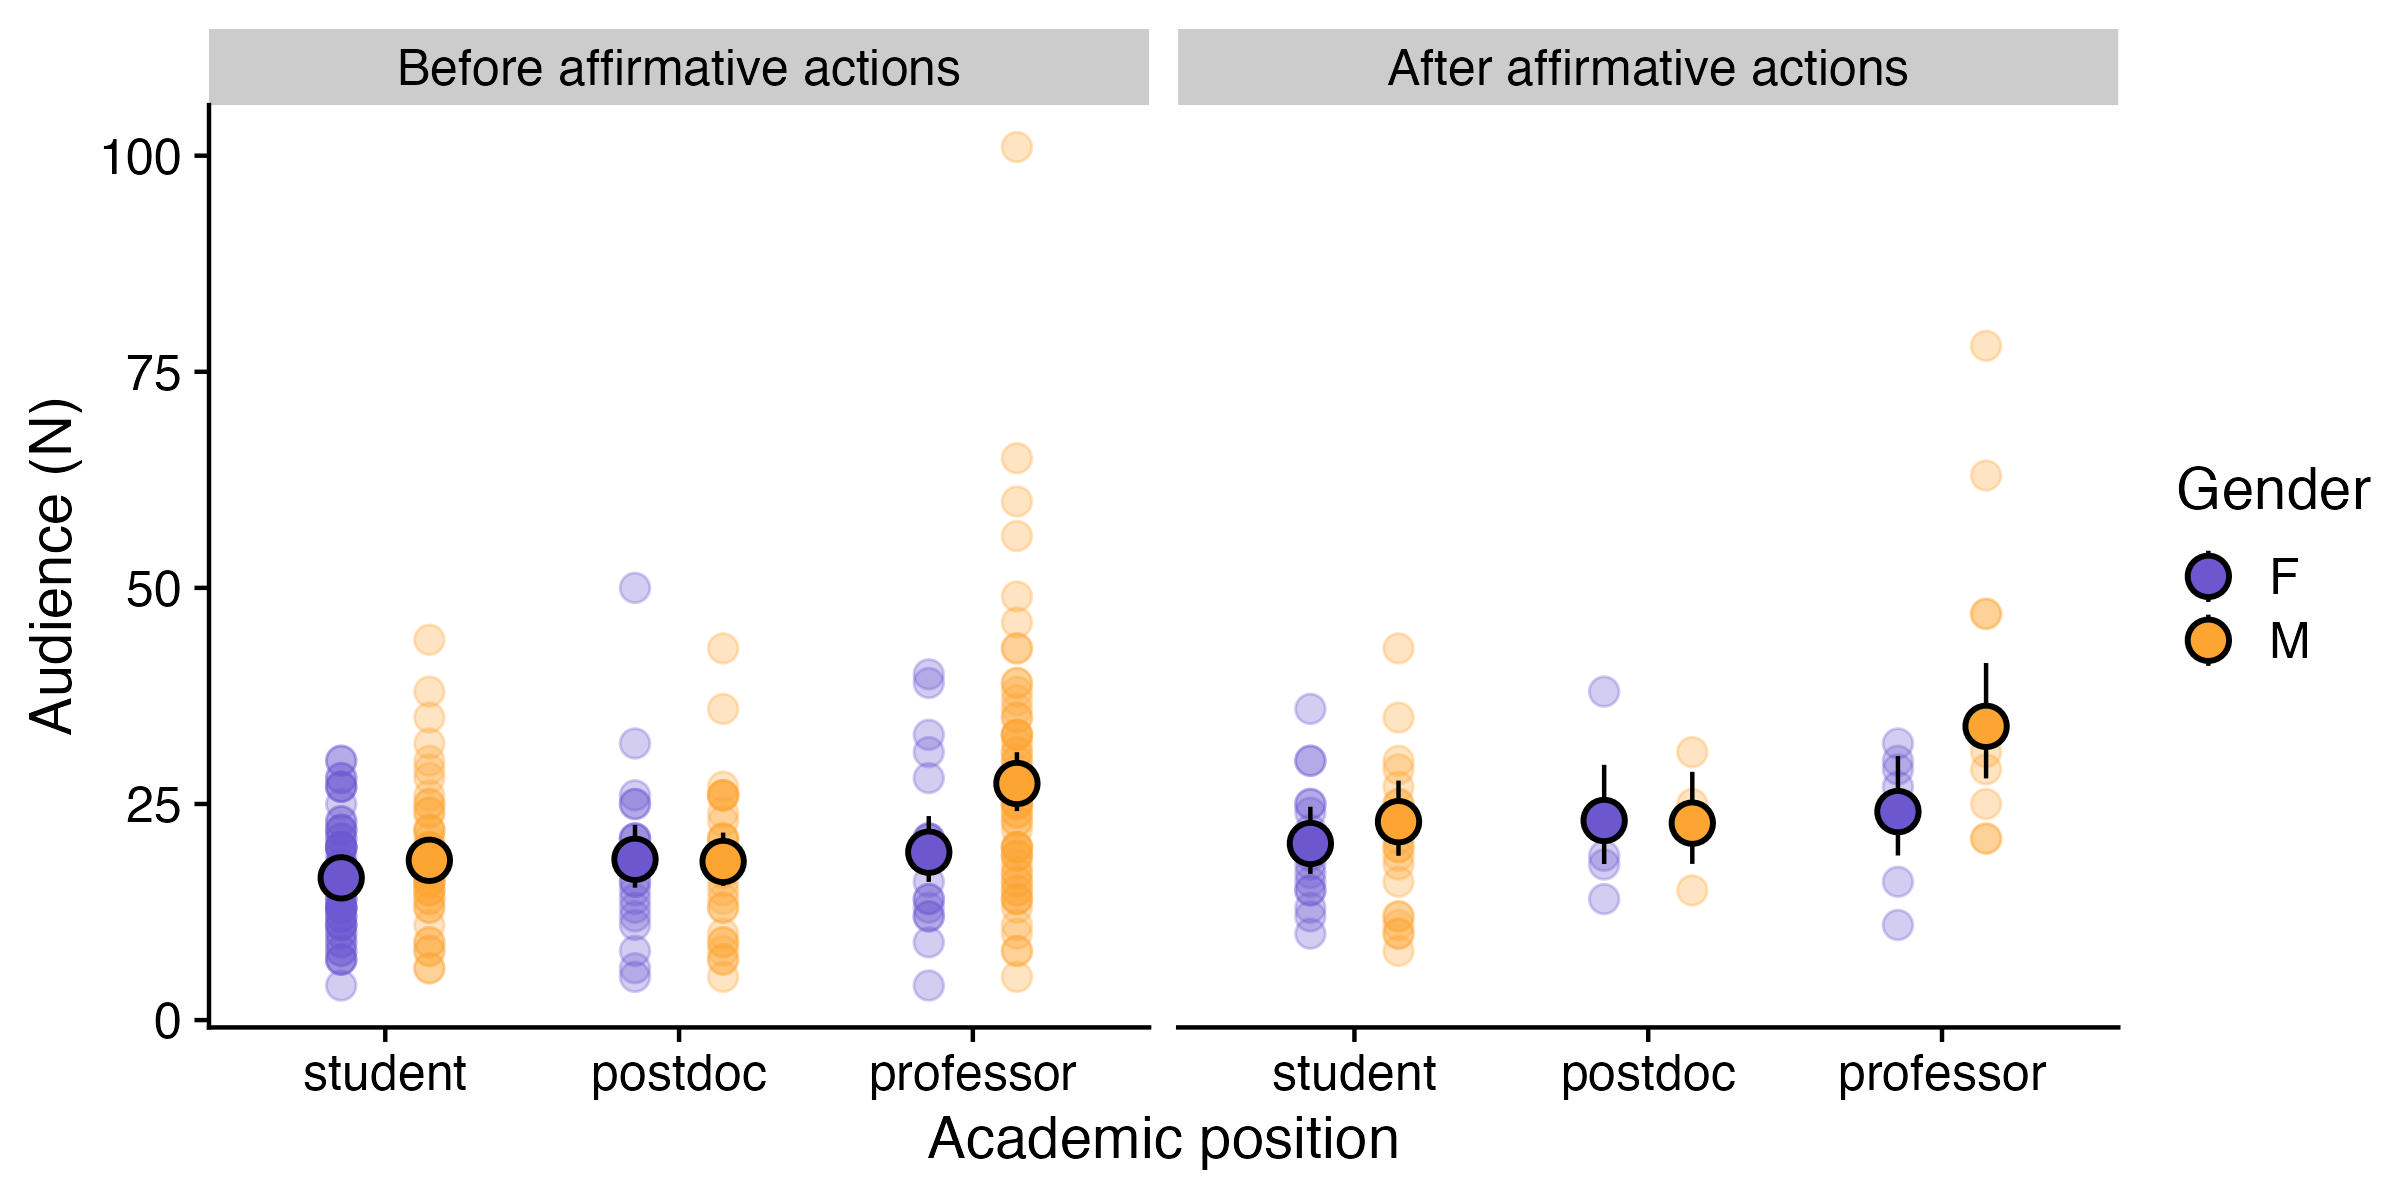 Before affirmative actions
After affirmative actions
Audience (N)
100
75
50
25
0
student
postdoc
professor
student
postdoc
professor
Academic position
Gender
F
M